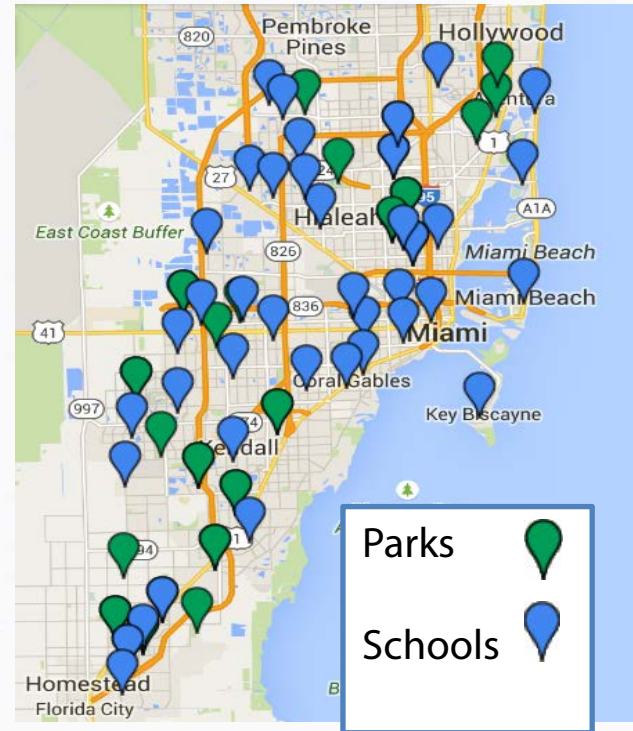 Pembroke
Pines
Hollywood
820
1
27
95
Hialeah
A1A
East Coast Buffer
826
Miami Beach
836
Miami Beach
41
Miami
Coral Gables
997
Key Biscayne
Kendall
Parks
Schools
Homestead
Florida City